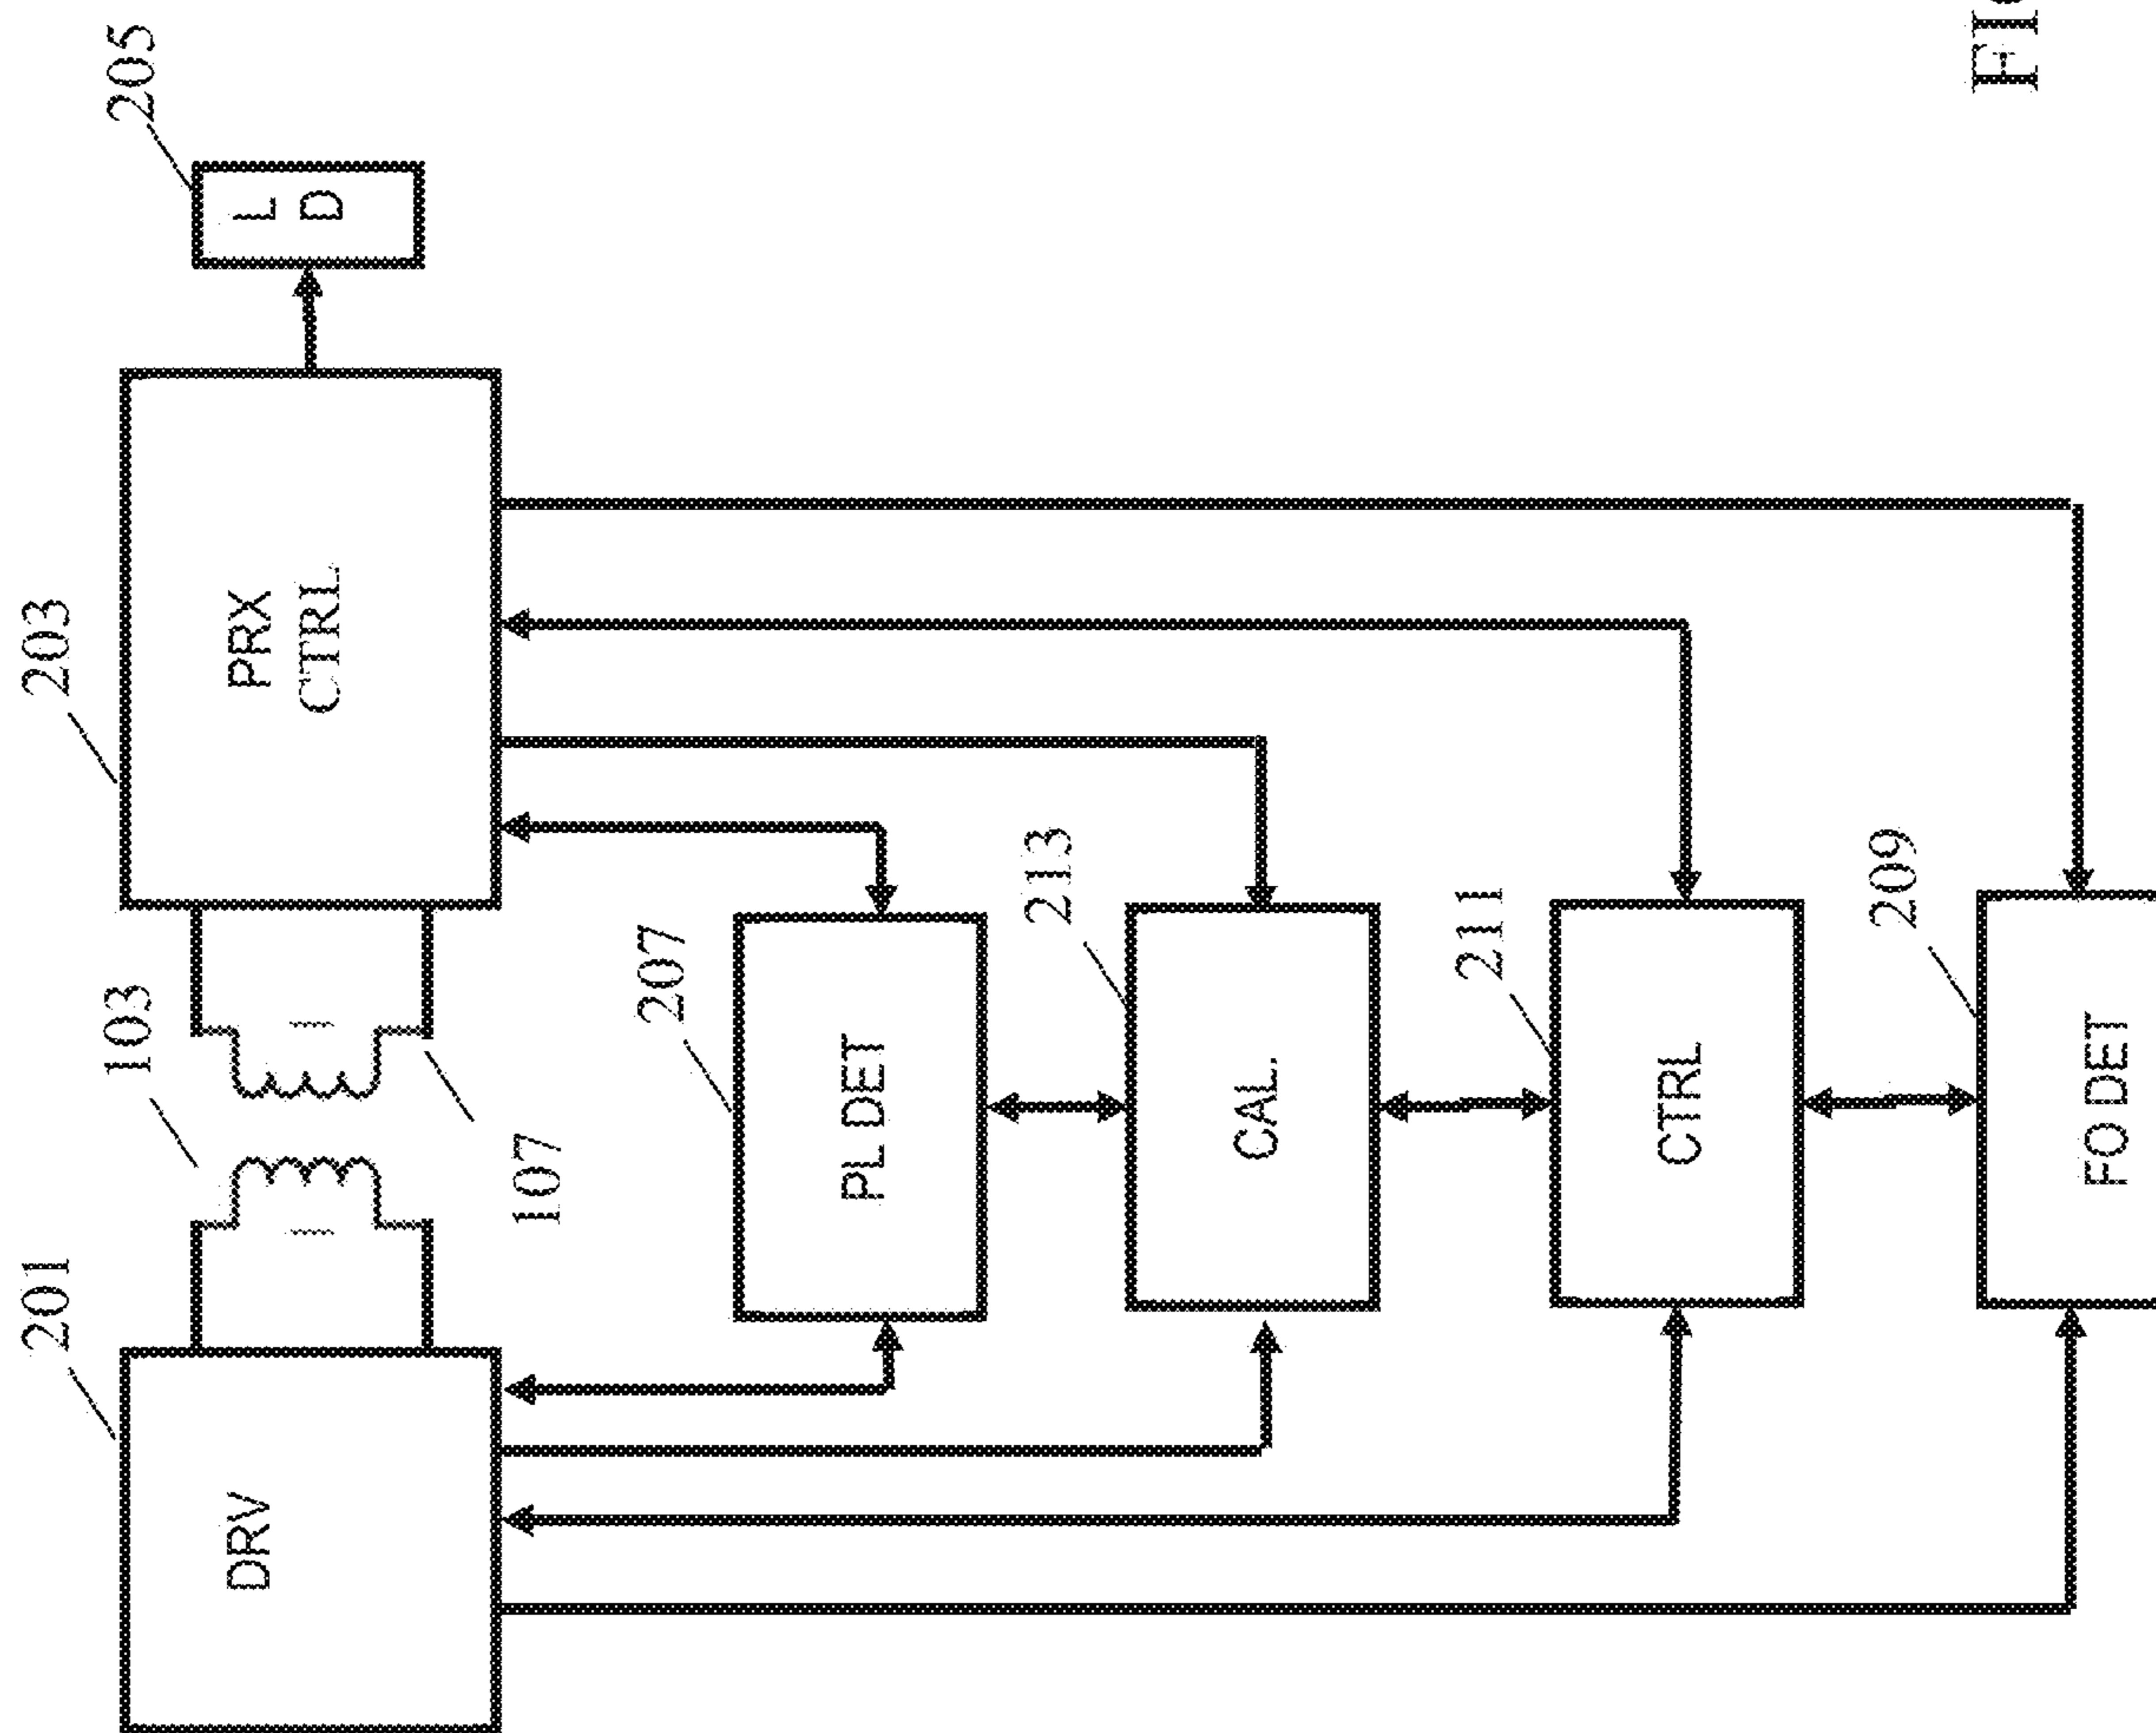 201
103
203
205
DRV
PRX
CTRL
L
D
107
207
PL DET
213
CAL
211
CTRL
209
FO DET